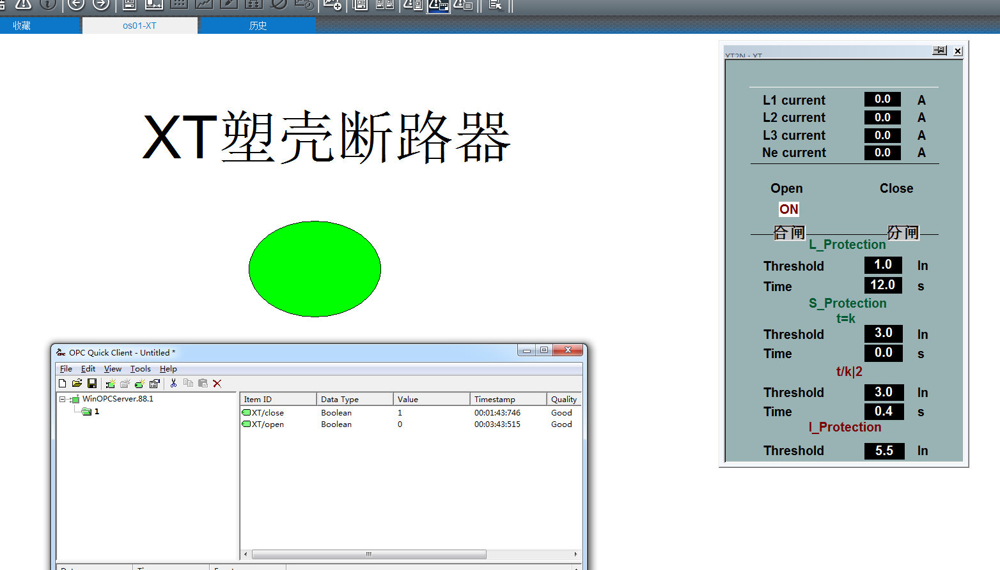 收藏
os01-XT
历史
XT塑壳断路器
XT2N : XT
L1 current 0.0 A
L2 current 0.0 A
L3 current 0.0 A
Ne current 0.0 A
Open Close
ON
合闸 分闸
L_Protection
Threshold 1.0 In
Time 12.0 s
S_Protection
t=k
Threshold 3.0 In
Time 0.0 s
t/k|2
Threshold 3.0 In
Time 0.4 s
I_Protection
Threshold 5.5 In
OPC Quick Client - Untitled *
File Edit View Tools Help
WinOPCServer.88.1
1
Item ID Data Type Value Timestamp Quality
XT/close Boolean 1 00:01:43:746 Good
XT/open Boolean 0 00:03:43:515 Good